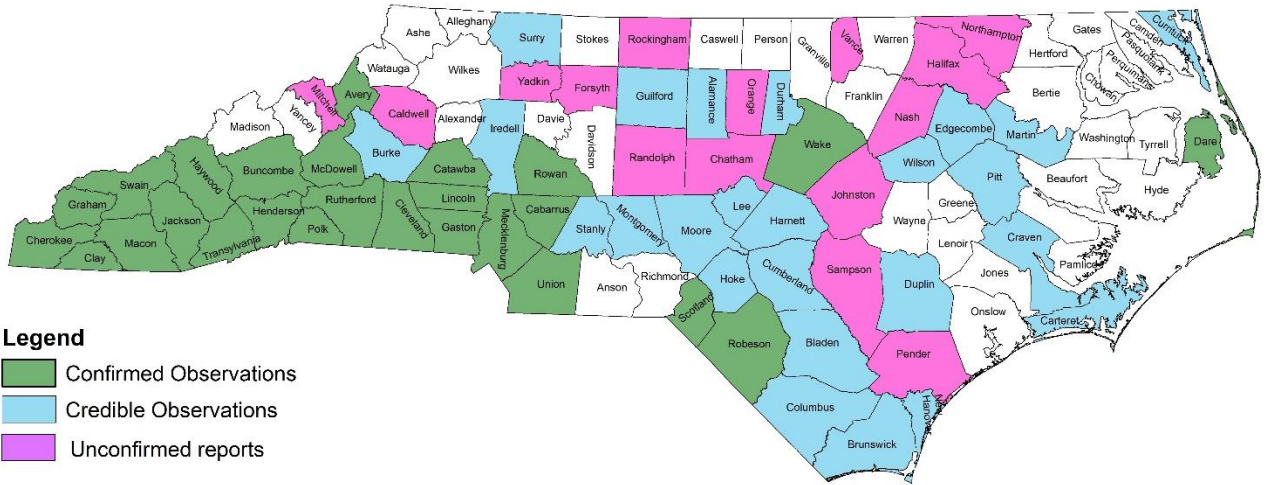 Ashe
Alleghany
Surry
Stokes
Rockingham
Caswell
Person
Granville
Vance
Warren
Northampton
Gates
Hertford
Camden
Currituck
Pasquotank
Perquimans
Chowan
Watauga
Wilkes
Yadkin
Forsyth
Guilford
Alamance
Orange
Durham
Franklin
Halifax
Bertie
Mitchell
Avery
Caldwell
Alexander
Iredell
Davie
Davidson
Randolph
Chatham
Wake
Nash
Edgecombe
Martin
Washington
Tyrrell
Dare
Madison
Yancey
Burke
Catawba
Rowan
Wilson
Pitt
Beaufort
Hyde
Haywood
Buncombe
McDowell
Swain
Graham
Jackson
Henderson
Rutherford
Cleveland
Lincoln
Gaston
Mecklenburg
Cabarrus
Stanly
Montgomery
Moore
Lee
Harnett
Johnston
Wayne
Greene
Lenoir
Craven
Pamlico
Cherokee
Clay
Macon
Transylvania
Polk
Union
Anson
Richmond
Hoke
Cumberland
Sampson
Duplin
Jones
Onslow
Carteret
Scotland
Robeson
Bladen
Pender
Columbus
Brunswick
New
Hanover
Legend
Confirmed Observations
Credible Observations
Unconfirmed reports